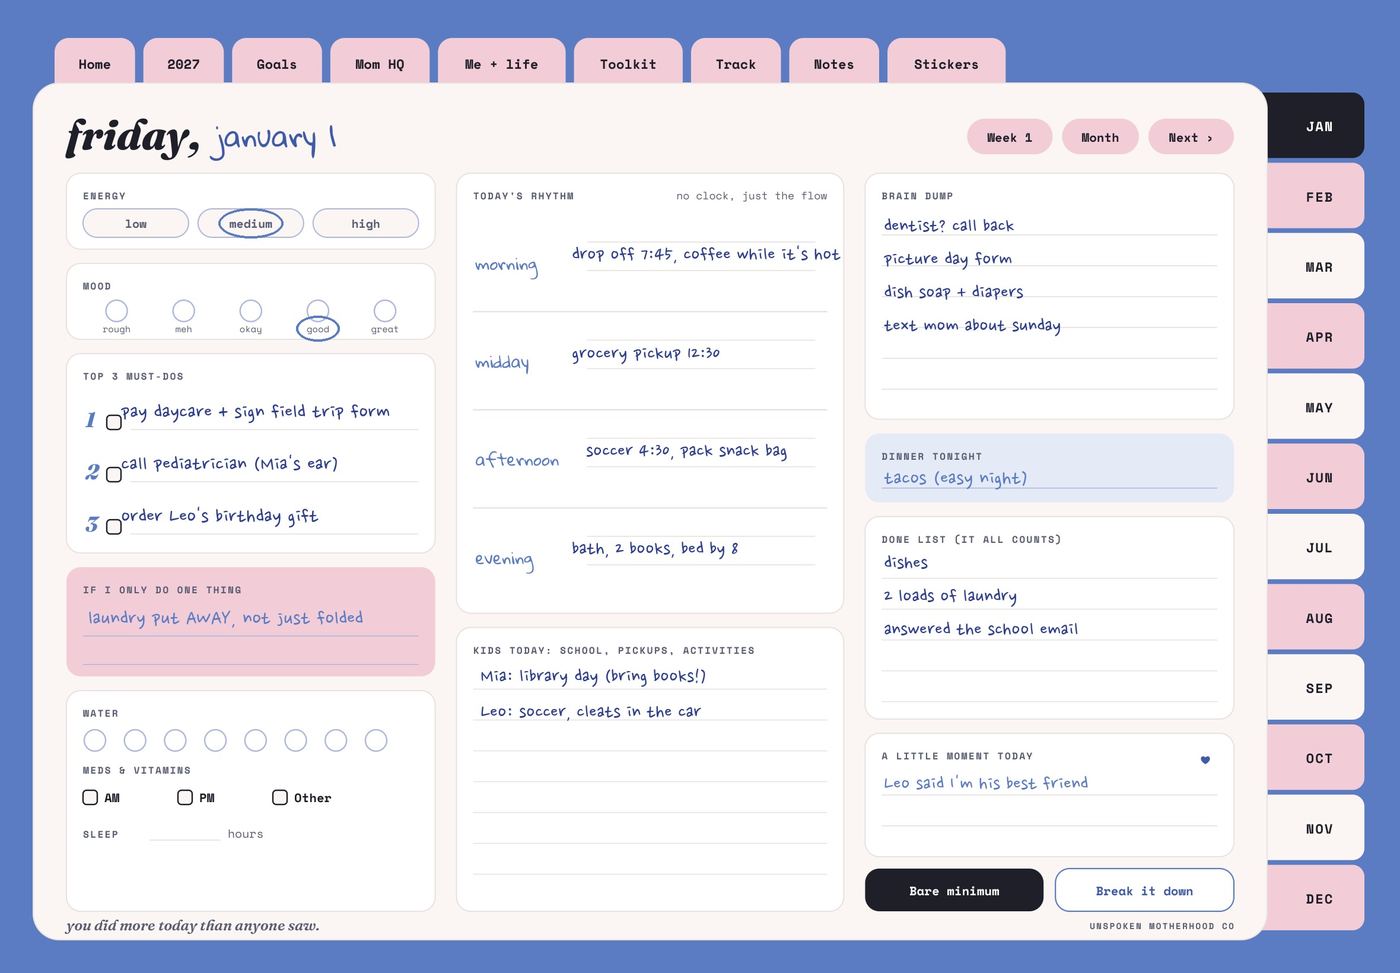 Home
2027
Goals
Mom HQ
Me + life
Toolkit
Track
Notes
Stickers
friday, january 1
Week 1
Month
Next ›
ENERGY
low
medium
high
MOOD
rough
meh
okay
good
great
TOP 3 MUST-DOS
1 pay daycare + sign field trip form
2 call pediatrician (Mia's ear)
3 order Leo's birthday gift
IF I ONLY DO ONE THING
laundry put AWAY, not just folded
WATER
MEDS & VITAMINS
AM
PM
Other
SLEEP
hours
you did more today than anyone saw.
TODAY'S RHYTHM
no clock, just the flow
morning
drop off 7:45, coffee while it's hot
midday
grocery pickup 12:30
afternoon
soccer 4:30, pack snack bag
evening
bath, 2 books, bed by 8
KIDS TODAY: SCHOOL, PICKUPS, ACTIVITIES
Mia: library day (bring books!)
Leo: soccer, cleats in the car
BRAIN DUMP
dentist? call back
picture day form
dish soap + diapers
text mom about sunday
DINNER TONIGHT
tacos (easy night)
DONE LIST (IT ALL COUNTS)
dishes
2 loads of laundry
answered the school email
A LITTLE MOMENT TODAY
Leo said I'm his best friend
Bare minimum
Break it down
UNSPOKEN MOTHERHOOD CO
JAN
FEB
MAR
APR
MAY
JUN
JUL
AUG
SEP
OCT
NOV
DEC